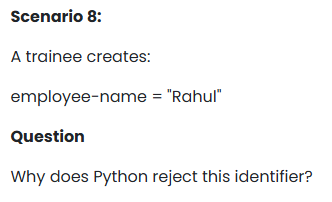 Scenario 8:
A trainee creates:
employee-name = "Rahul"
Question
Why does Python reject this identifier?